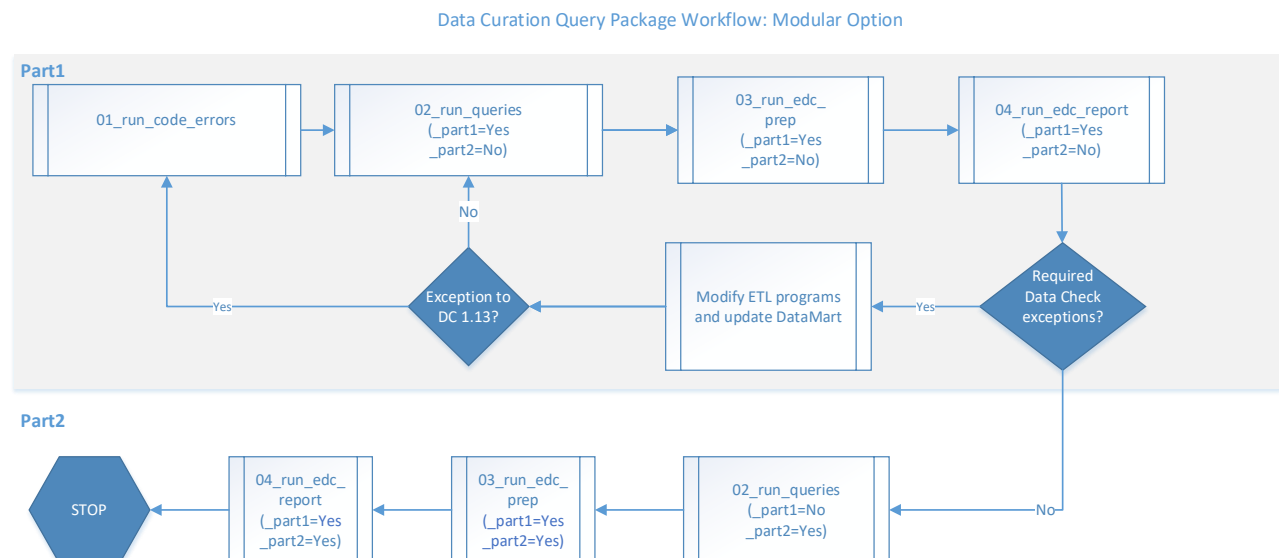 Data Curation Query Package Workflow: Modular Option
Part1
01_run_code_errors
02_run_queries
(_part1=Yes
_part2=No)
03_run_edc_
prep
(_part1=Yes
_part2=No)
04_run_edc_report
(_part1=Yes
_part2=No)
No
Exception to
DC 1.13?
Yes
Modify ETL programs
and update DataMart
Yes
Required
Data Check
exceptions?
Part2
STOP
04_run_edc_
report
(_part1=Yes
_part2=Yes)
03_run_edc_
prep
(_part1=Yes
_part2=Yes)
02_run_queries
(_part1=No
_part2=Yes)
No